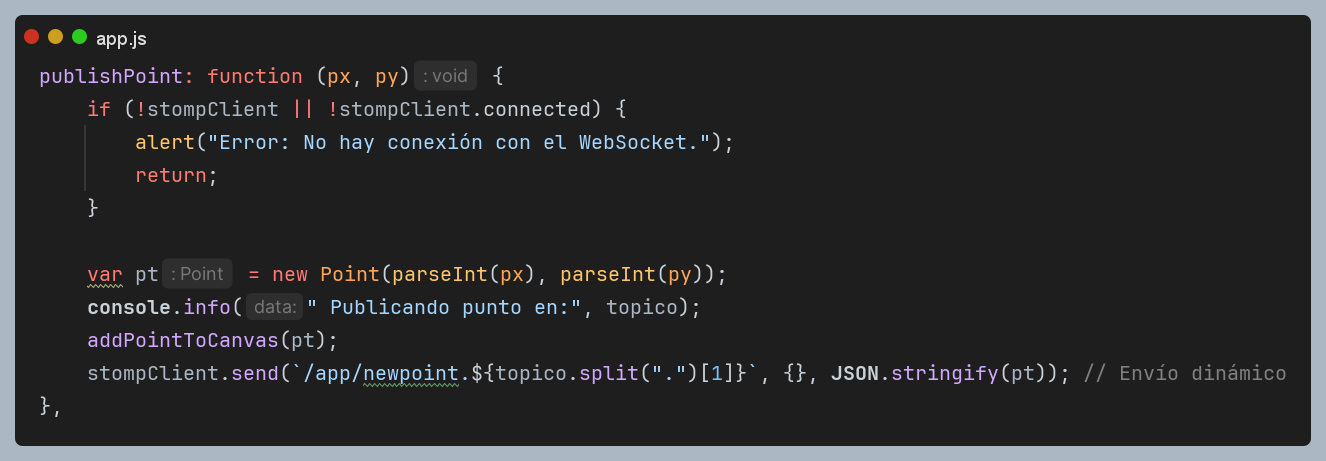 app.js
publishPoint: function (px, py) : void {
if (!stompClient || !stompClient.connected) {
alert("Error: No hay conexión con el WebSocket.");
return;
}
var pt : Point = new Point(parseInt(px), parseInt(py));
console.info( data: " Publicando punto en:", topico);
addPointToCanvas(pt);
stompClient.send(`/app/newpoint.${topico.split(".")[1]}`, {}, JSON.stringify(pt)); // Envío dinámico
},